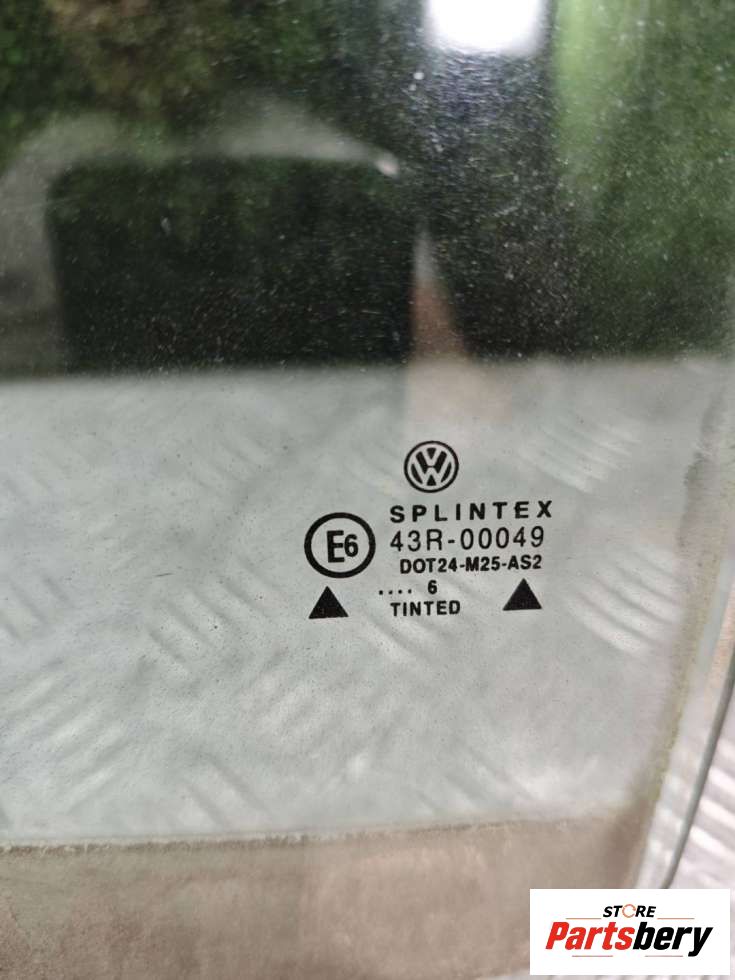 SPLINTEX
E6 43R-00049
DOT24-M25-AS2
.... 6
TINTED
STORE
Partsbery